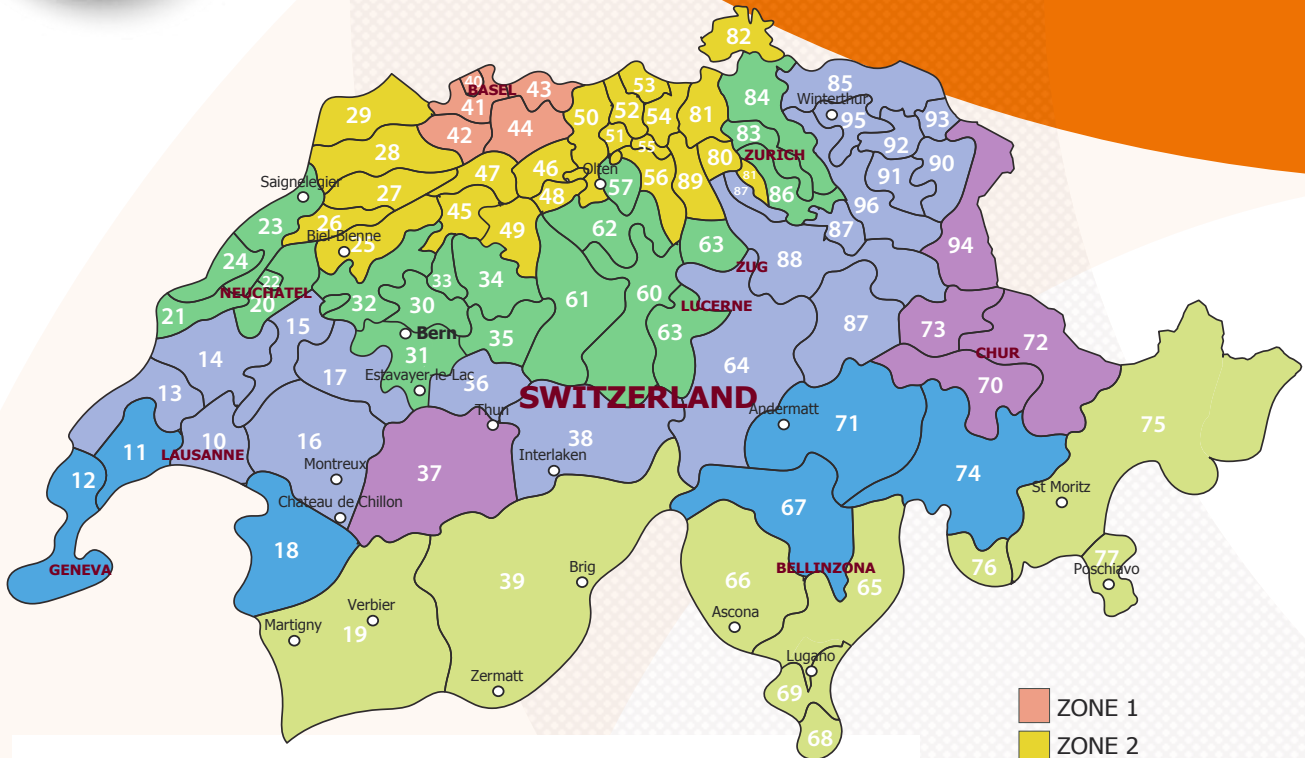 82
85
40
BASEL
43
53
84
Winterthur
41
29
50
52
54
81
95
93
42
44
51
83
92
28
55
ZURICH
80
90
46
Olten
47
56
89
57
81
91
Saignelegier
27
48
87
86
45
96
23
26
49
62
87
Biel-Bienne
25
63
94
24
ZUG
88
22
33
34
NEUCHATEL
20
32
30
61
60
LUCERNE
21
15
87
Bern
35
73
72
14
31
63
CHUR
17
64
Estavayer-le-Lac
36
70
13
SWITZERLAND
Thun
Andermatt
71
75
16
38
10
11
LAUSANNE
Interlaken
Montreux
37
74
12
St Moritz
Chateau de Chillon
67
18
77
GENEVA
BELLINZONA
76
Poschiavo
39
Brig
66
65
Verbier
Ascona
Martigny
19
Lugano
Zermatt
69
ZONE 1
68
ZONE 2